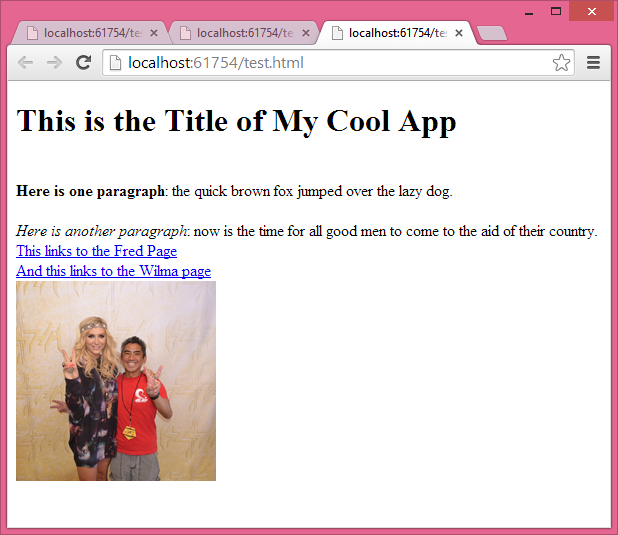 localhost:61754/te
localhost:61754/te
localhost:61754/te
localhost:61754/test.html
This is the Title of My Cool App
Here is one paragraph: the quick brown fox jumped over the lazy dog.
Here is another paragraph: now is the time for all good men to come to the aid of their country.
This links to the Fred Page
And this links to the Wilma page